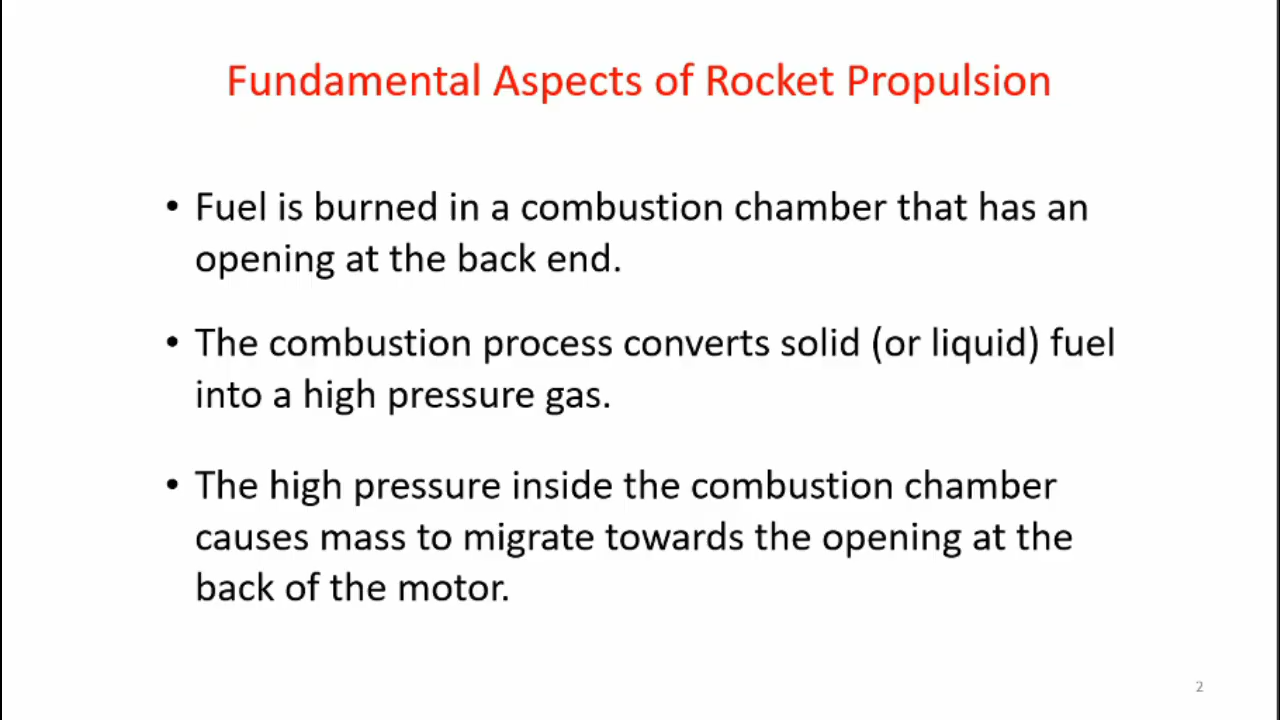 Fundamental Aspects of Rocket Propulsion
• Fuel is burned in a combustion chamber that has an
opening at the back end.
• The combustion process converts solid (or liquid) fuel
into a high pressure gas.
• The high pressure inside the combustion chamber
causes mass to migrate towards the opening at the
back of the motor.
2